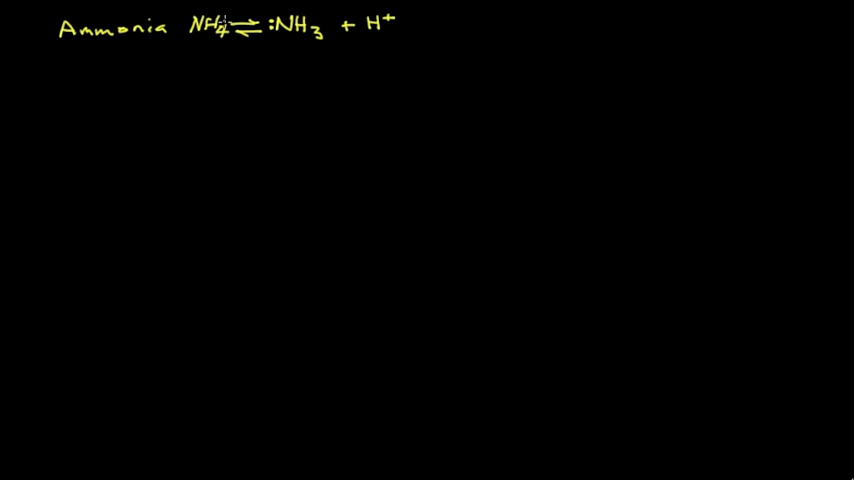 Ammonia NH₄ ⇌ :NH₃ + H⁺